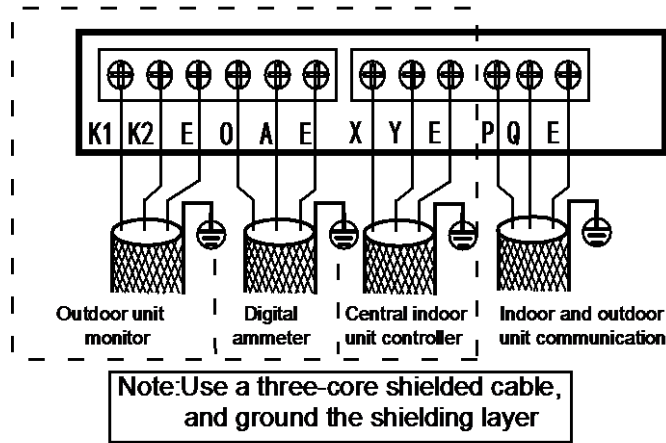 K1 K2 E O A E X Y E P Q E
Outdoor unit
monitor
Digital
ammeter
Central indoor
unit controller
Indoor and outdoor
unit communication
Note:Use a three-core shielded cable,
and ground the shielding layer